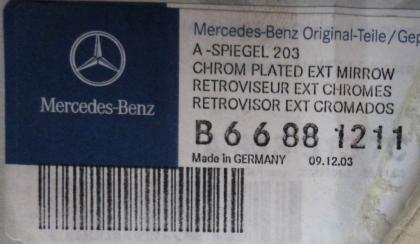 Mercedes-Benz
Mercedes-Benz Original-Teile/Gep
A-SPIEGEL 203
CHROM PLATED EXT MIRROW
RETROVISEUR EXT CHROMES
RETROVISOR EXT CROMADOS
B 6 6 88 1211
Made in GERMANY 09.12.03